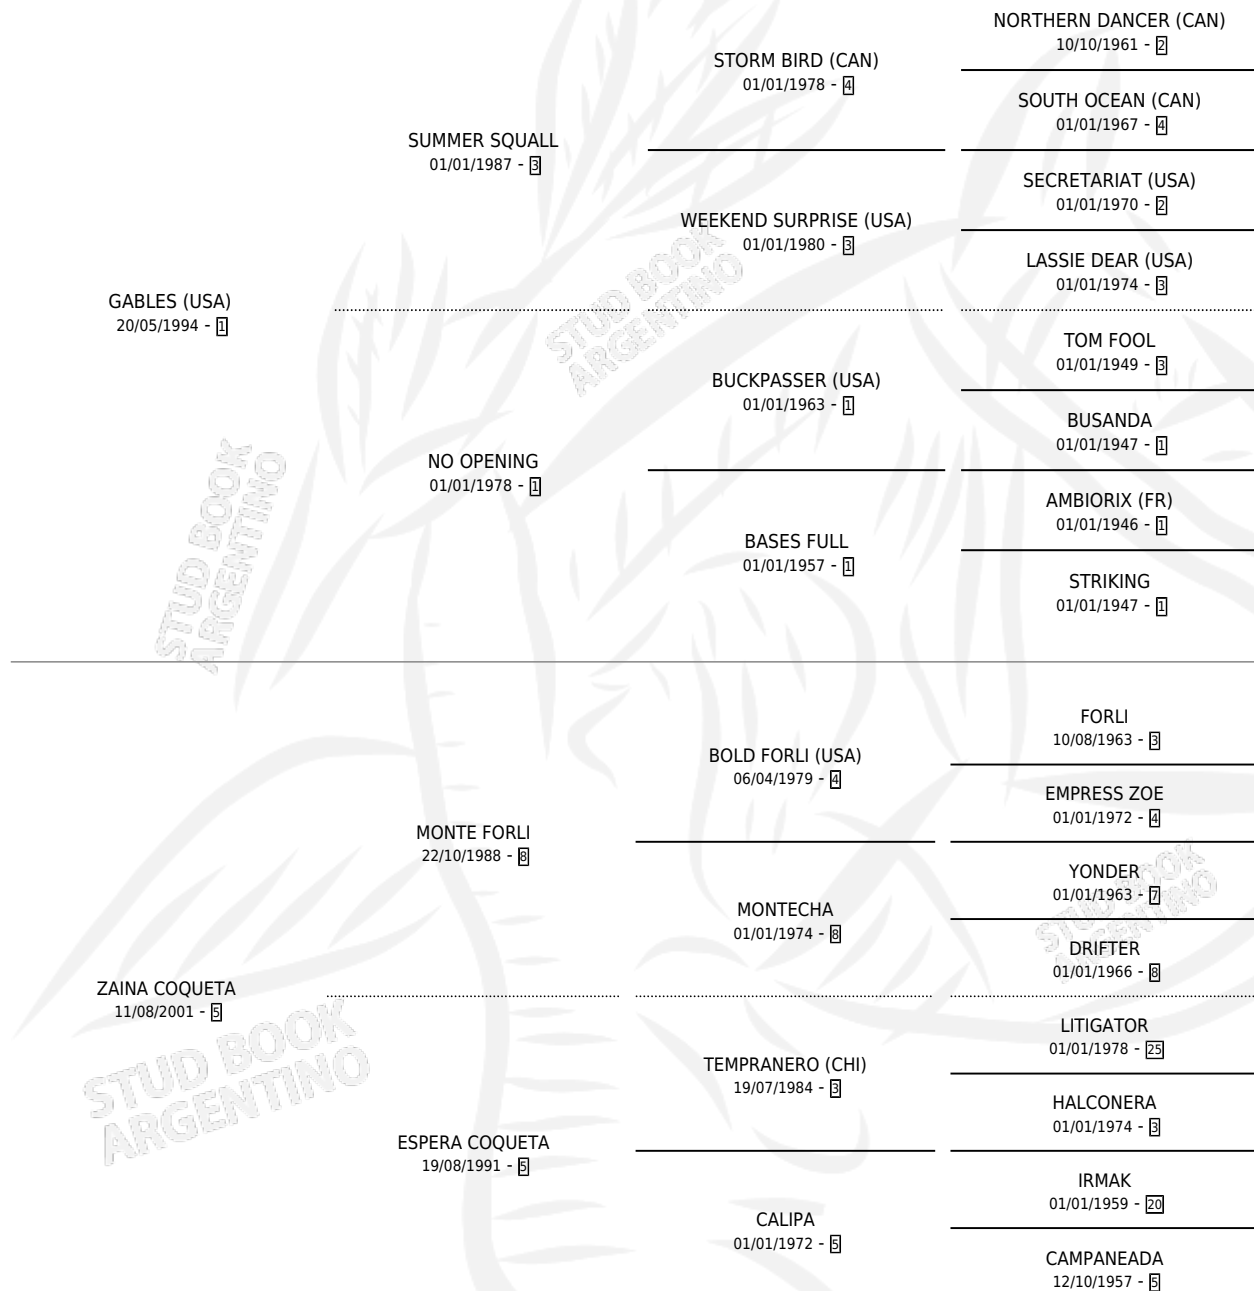 NORTHERN DANCER (CAN)
10/10/1961 - 2
STORM BIRD (CAN)
01/01/1978 - 4
SOUTH OCEAN (CAN)
01/01/1967 - 4
SUMMER SQUALL
01/01/1987 - 3
SECRETARIAT (USA)
01/01/1970 - 2
WEEKEND SURPRISE (USA)
01/01/1980 - 3
LASSIE DEAR (USA)
01/01/1974 - 3
GABLES (USA)
20/05/1994 - 1
TOM FOOL
01/01/1949 - 3
BUCKPASSER (USA)
01/01/1963 - 1
BUSANDA
01/01/1947 - 1
NO OPENING
01/01/1978 - 1
AMBIORIX (FR)
01/01/1946 - 1
BASES FULL
01/01/1957 - 1
STRIKING
01/01/1947 - 1
FORLI
10/08/1963 - 3
BOLD FORLI (USA)
06/04/1979 - 4
EMPRESS ZOE
01/01/1972 - 4
MONTE FORLI
22/10/1988 - 8
YONDER
01/01/1963 - 7
MONTECHA
01/01/1974 - 8
DRIFTER
01/01/1966 - 8
ZAINA COQUETA
11/08/2001 - 5
LITIGATOR
01/01/1978 - 25
TEMPRANERO (CHI)
19/07/1984 - 3
HALCONERA
01/01/1974 - 3
ESPERA COQUETA
19/08/1991 - 5
IRMAK
01/01/1959 - 20
CALIPA
01/01/1972 - 5
CAMPANEADA
12/10/1957 - 5
STUD BOOK
ARGENTINO
STUD BOOK
ARGENTINO
STUD BOOK
ARGENTINO
STUD BOOK
ARGENTINO